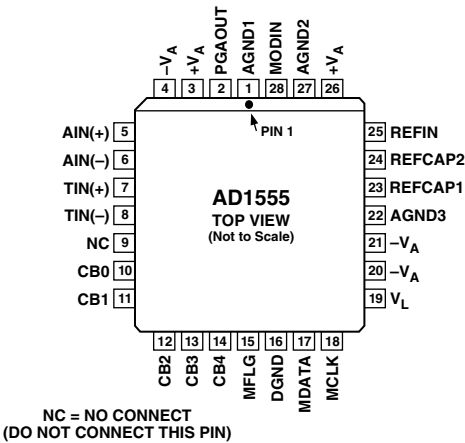 –VA
+VA
PGAOUT
AGND1
MODIN
AGND2
+VA
4
3
2
1
28
27
26
PIN 1
AIN(+) 5
AIN(–) 6
TIN(+) 7
TIN(–) 8
NC 9
CB0 10
CB1 11
AD1555
TOP VIEW
(Not to Scale)
25 REFIN
24 REFCAP2
23 REFCAP1
22 AGND3
21 –VA
20 –VA
19 VL
12
13
14
15
16
17
18
CB2
CB3
CB4
MFLG
DGND
MDATA
MCLK
NC = NO CONNECT
(DO NOT CONNECT THIS PIN)